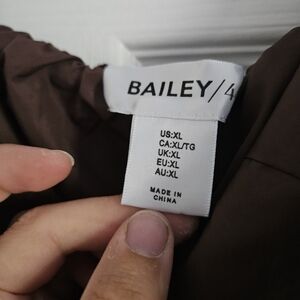 BAILEY/4
US:XL
CA:XL/TG
UK:XL
EU:XL
AU:XL
MADE IN
CHINA